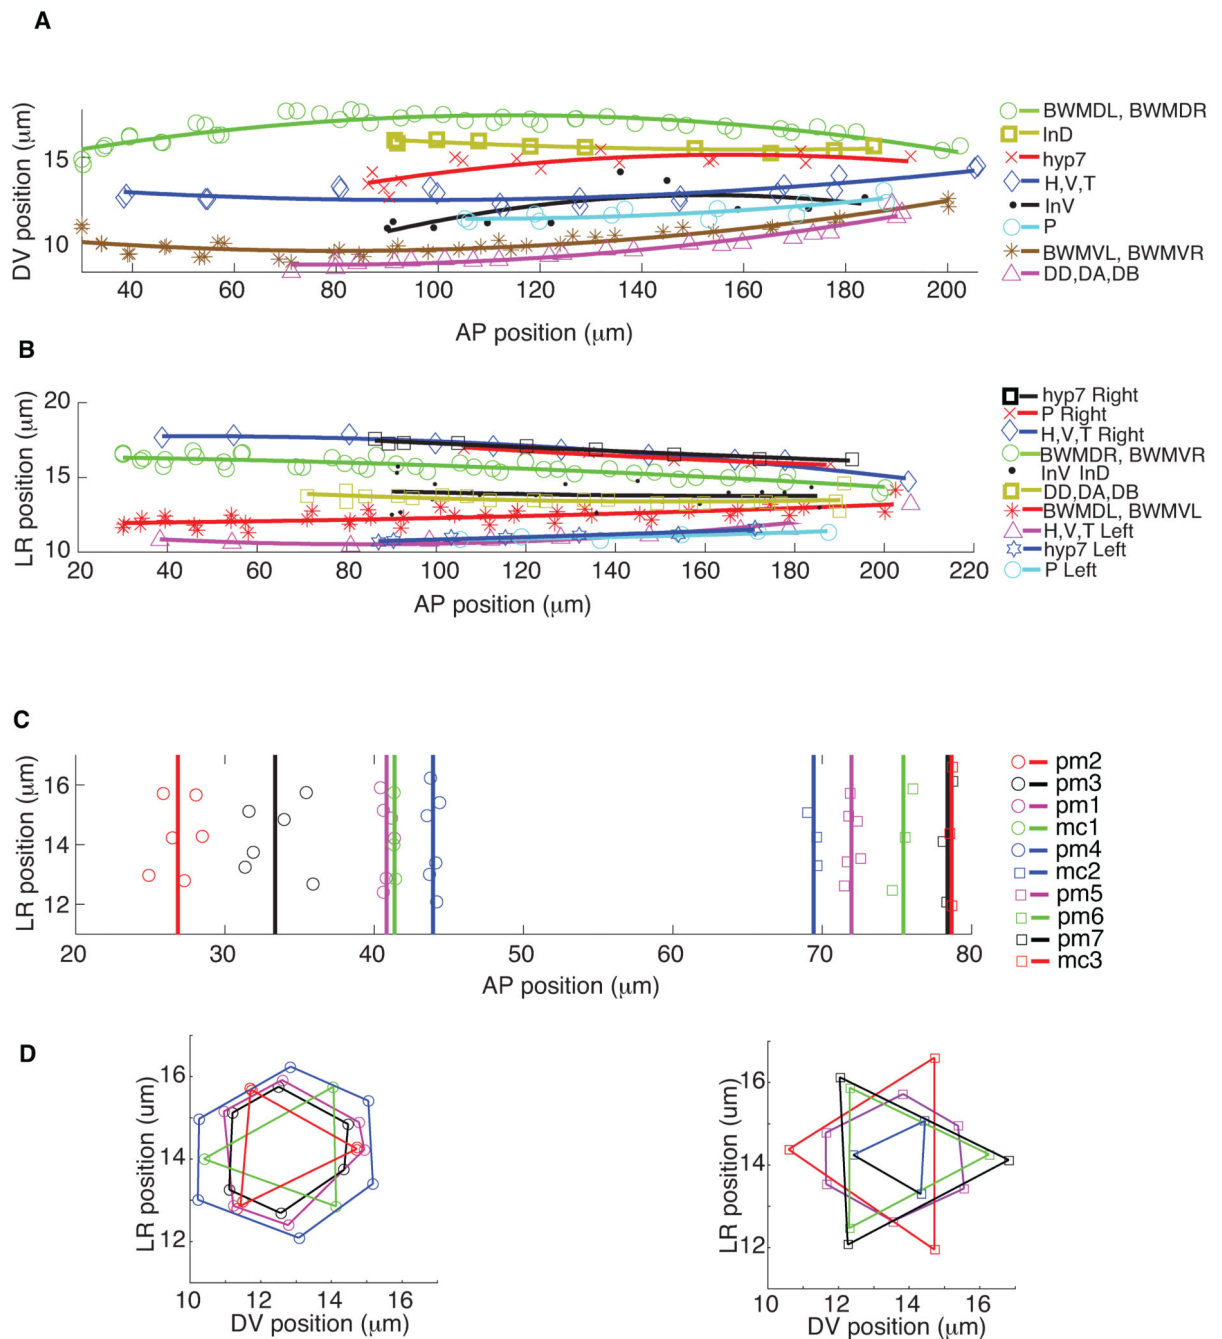 A
DV position (μm)
15
10
40 60 80 100 120 140 160 180 200
AP position (μm)
BWMDL, BWMDR
InD
hyp7
H,V,T
InV
P
BWMVL, BWMVR
DD,DA,DB
B
LR position (μm)
20
15
10
20 40 60 80 100 120 140 160 180 200 220
AP position (μm)
hyp7 Right
P Right
H,V,T Right
BWMDR, BWMVR
InV InD
DD,DA,DB
BWMDL, BWMVL
H,V,T Left
hyp7 Left
P Left
C
LR position (μm)
16
14
12
20 30 40 50 60 70 80
AP position (μm)
pm2
pm3
pm1
mc1
pm4
mc2
pm5
pm6
pm7
mc3
D
LR position (um)
16
14
12
10 12 14 16
DV position (μm)
LR position (um)
16
14
12
10 12 14 16
DV position (μm)